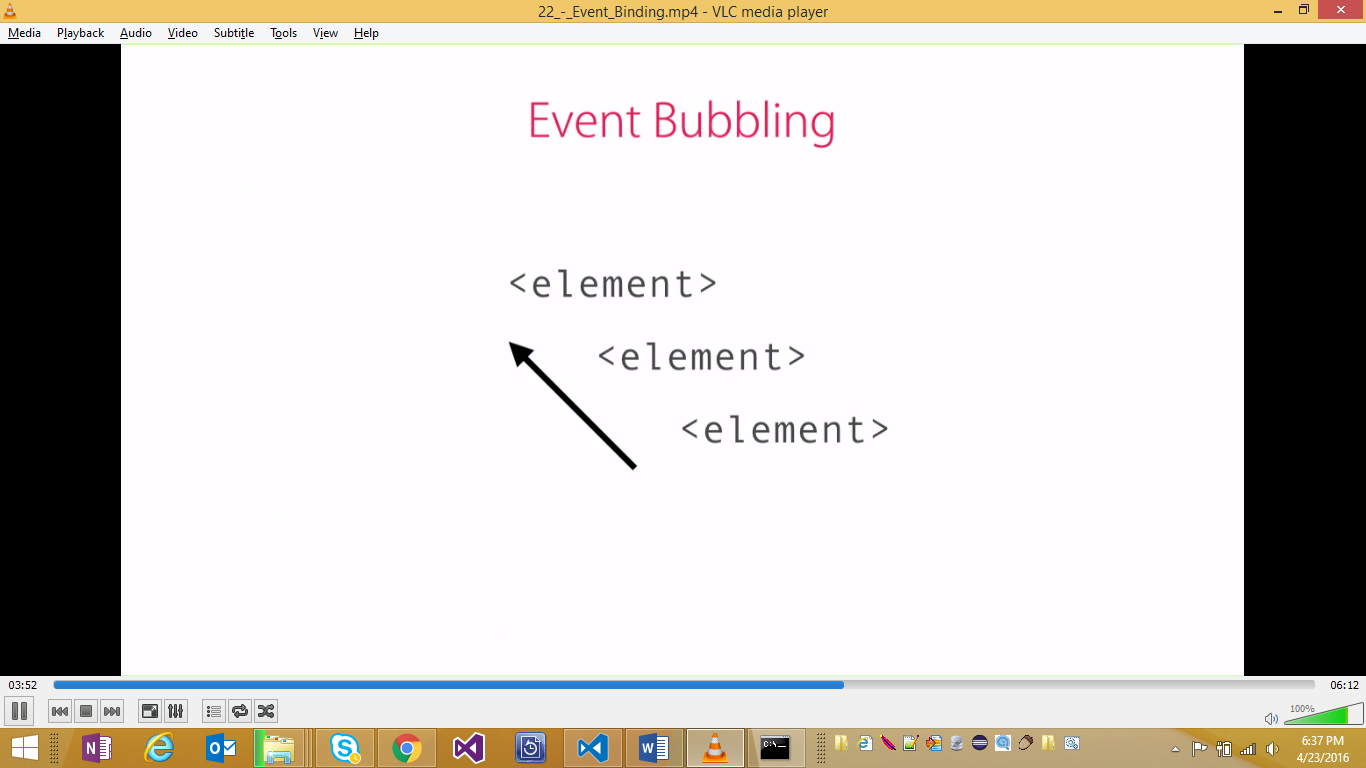 22_-_Event_Binding.mp4 - VLC media player
Media Playback Audio Video Subtitle Tools View Help
Event Bubbling
<element>
<element>
<element>
03:52 06:12
100%
N
C:\_
6:37 PM
4/23/2016